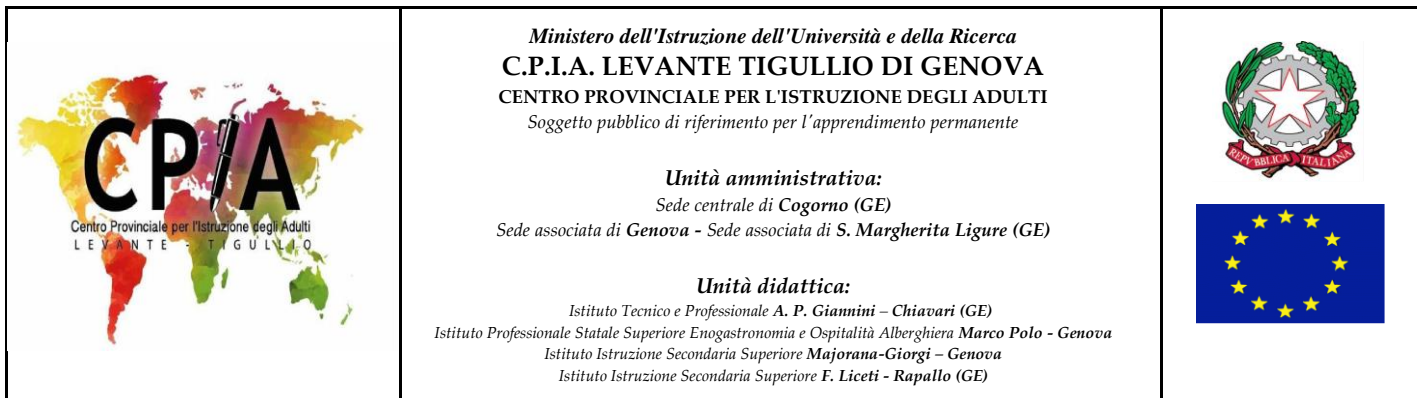 CPIA
Centro Provinciale per l'Istruzione degli Adulti
LEVANTE - TIGULLIO
Ministero dell'Istruzione dell'Università e della Ricerca
C.P.I.A. LEVANTE TIGULLIO DI GENOVA
CENTRO PROVINCIALE PER L'ISTRUZIONE DEGLI ADULTI
Soggetto pubblico di riferimento per l'apprendimento permanente
Unità amministrativa:
Sede centrale di Cogorno (GE)
Sede associata di Genova - Sede associata di S. Margherita Ligure (GE)
Unità didattica:
Istituto Tecnico e Professionale A. P. Giannini – Chiavari (GE)
Istituto Professionale Statale Superiore Enogastronomia e Ospitalità Alberghiera Marco Polo - Genova
Istituto Istruzione Secondaria Superiore Majorana-Giorgi – Genova
Istituto Istruzione Secondaria Superiore F. Liceti - Rapallo (GE)
REPVBBLICA ITALIANA